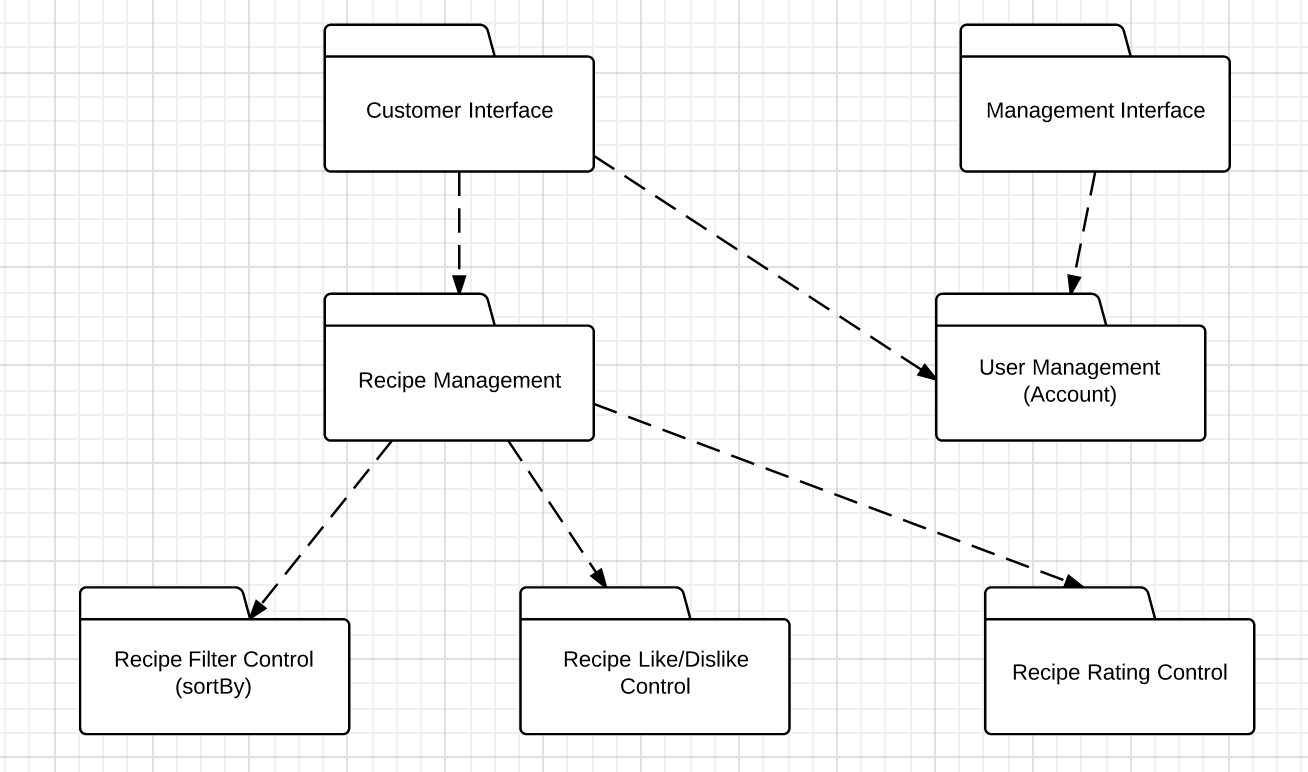 Customer Interface
Management Interface
Recipe Management
User Management
(Account)
Recipe Filter Control
(sortBy)
Recipe Like/Dislike
Control
Recipe Rating Control